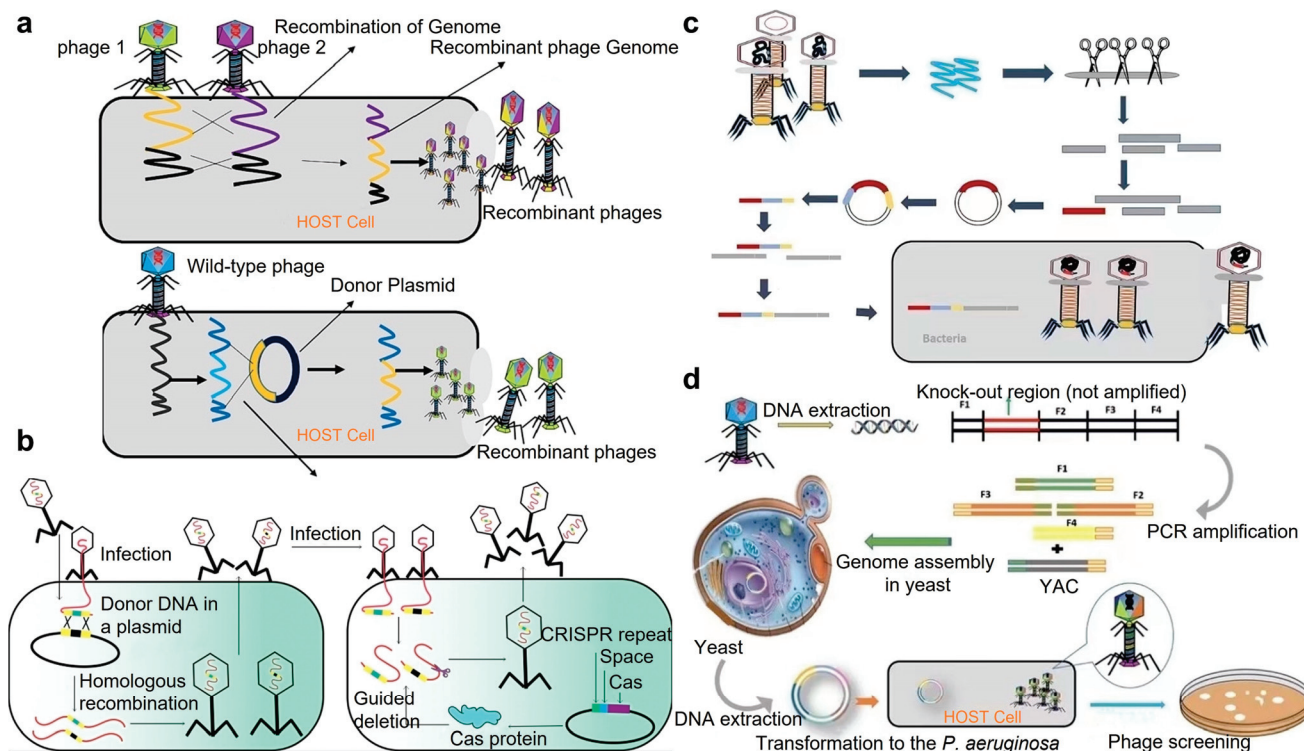 a
phage 1
phage 2
Recombination of Genome
Recombinant phage Genome
HOST Cell
Recombinant phages
Wild-type phage
Donor Plasmid
HOST Cell
Recombinant phages
b
Infection
Donor DNA in
a plasmid
Homologous
recombination
Infection
CRISPR repeat
Space
Cas
Guided
deletion
Cas protein
c
Bacteria
d
DNA extraction
Knock-out region (not amplified)
F1
F2
F3
F4
F1
F3
F2
F4
+
YAC
PCR amplification
Genome assembly
in yeast
Yeast
DNA extraction
HOST Cell
Transformation to the P. aeruginosa
Phage screening